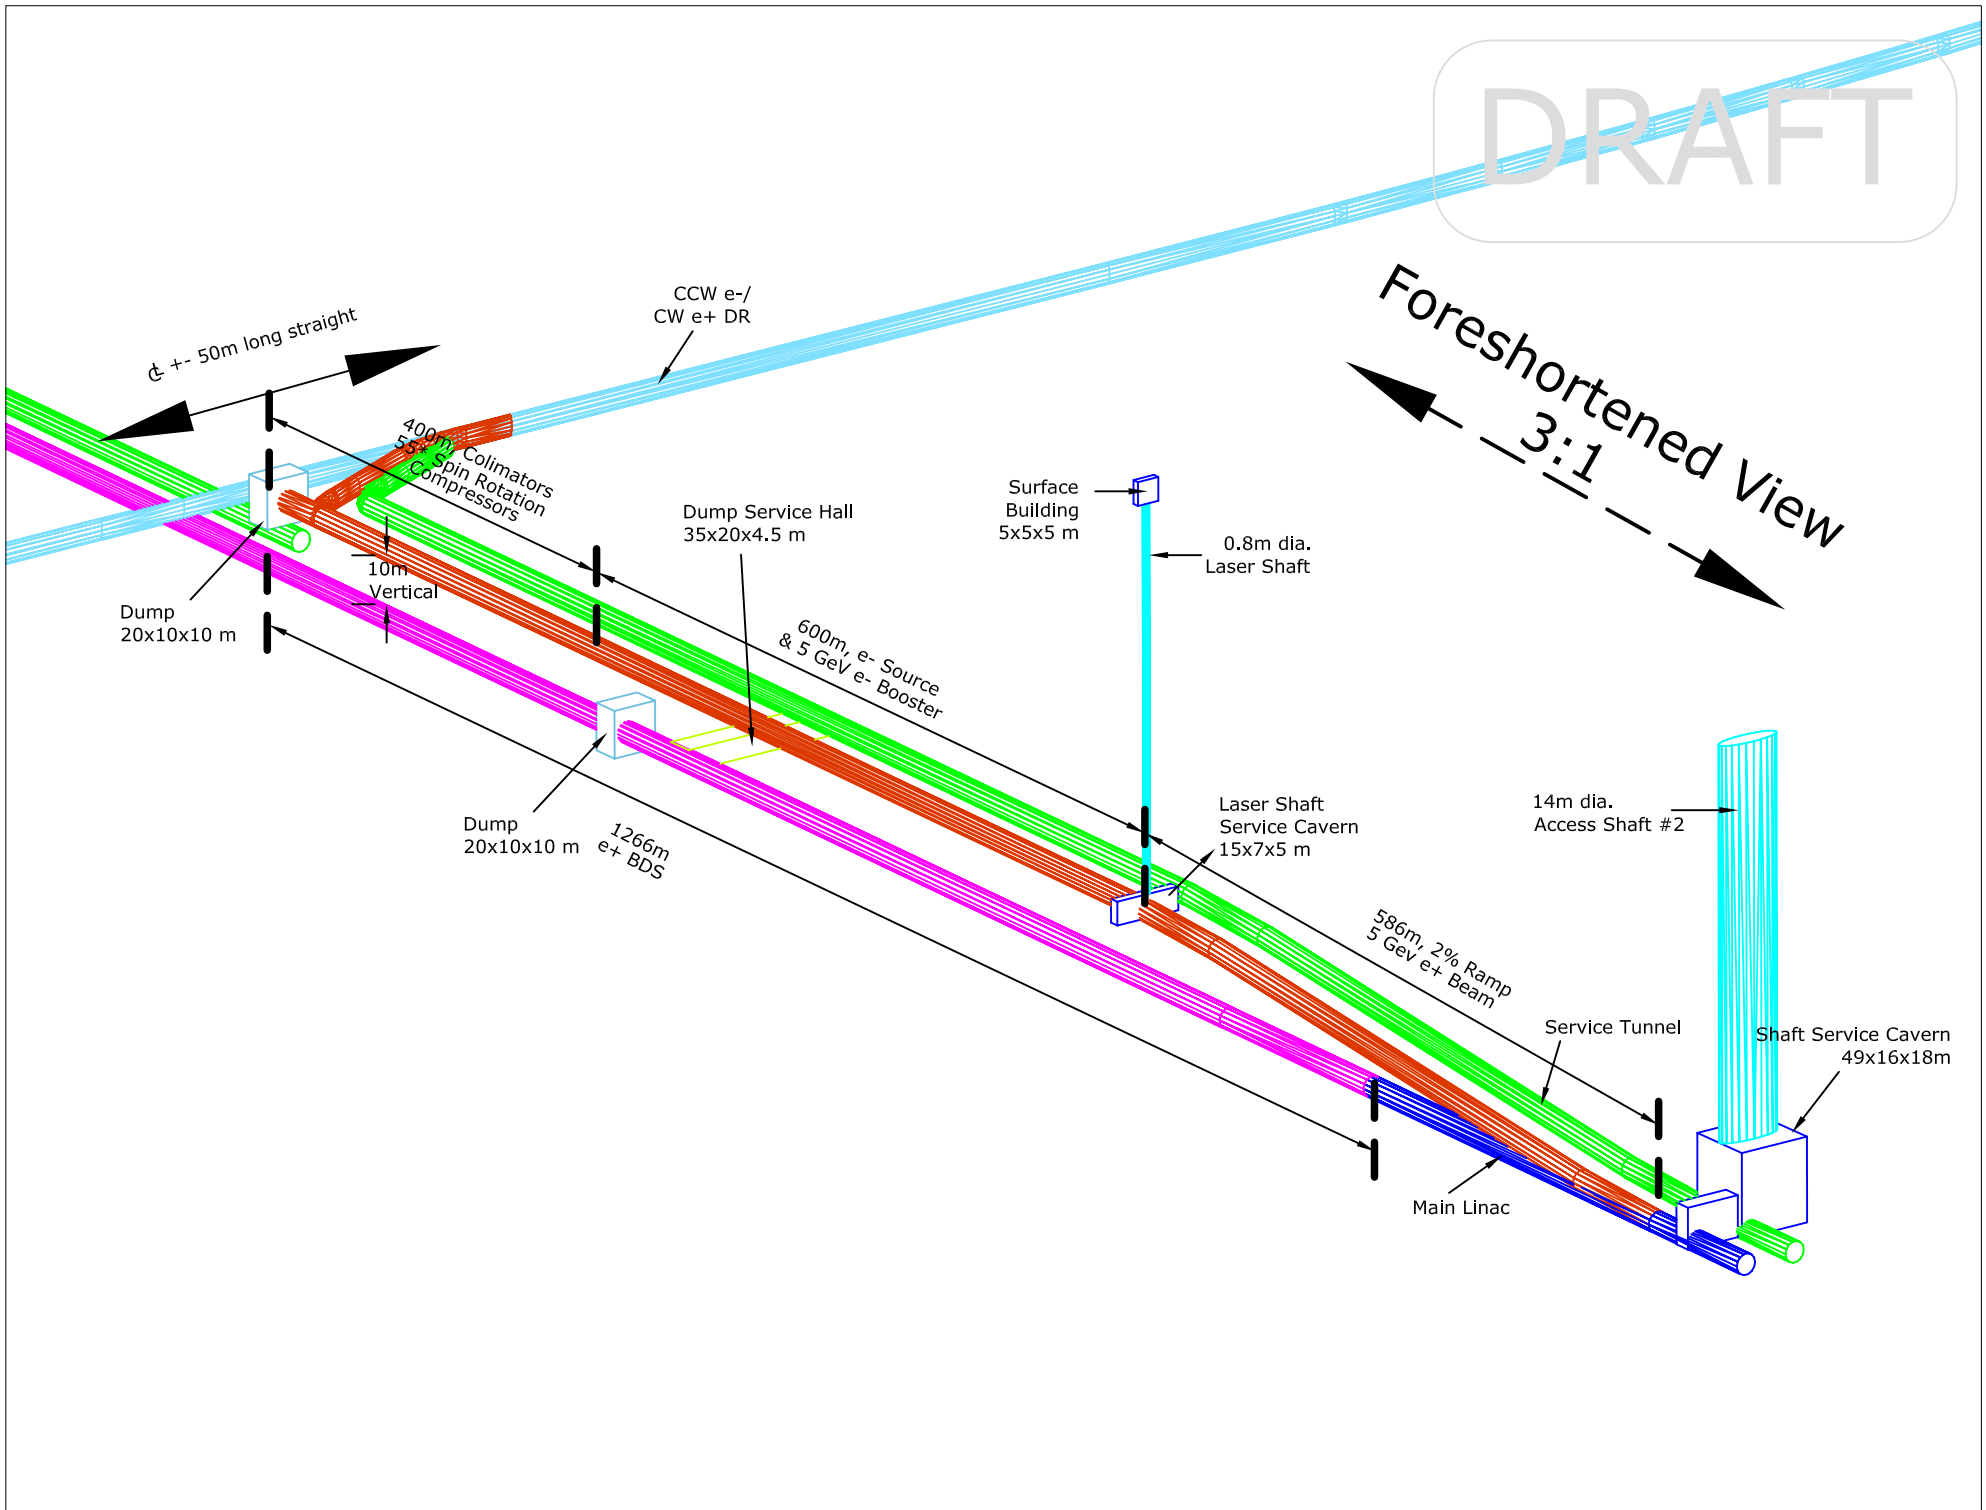 DRAFT
Foreshortened View
3:1
CCW e-/
CW e+ DR
℄ +- 50m long straight
400m, Colimators
55* Spin Rotation
Compressors
Surface
Building
5x5x5 m
Dump Service Hall
35x20x4.5 m
0.8m dia.
Laser Shaft
10m
Vertical
Dump
20x10x10 m
600m, e- Source
& 5 GeV e- Booster
Laser Shaft
Service Cavern
15x7x5 m
14m dia.
Access Shaft #2
Dump
20x10x10 m
1266m
e+ BDS
586m, 2% Ramp
5 Gev e+ Beam
Service Tunnel
Shaft Service Cavern
49x16x18m
Main Linac